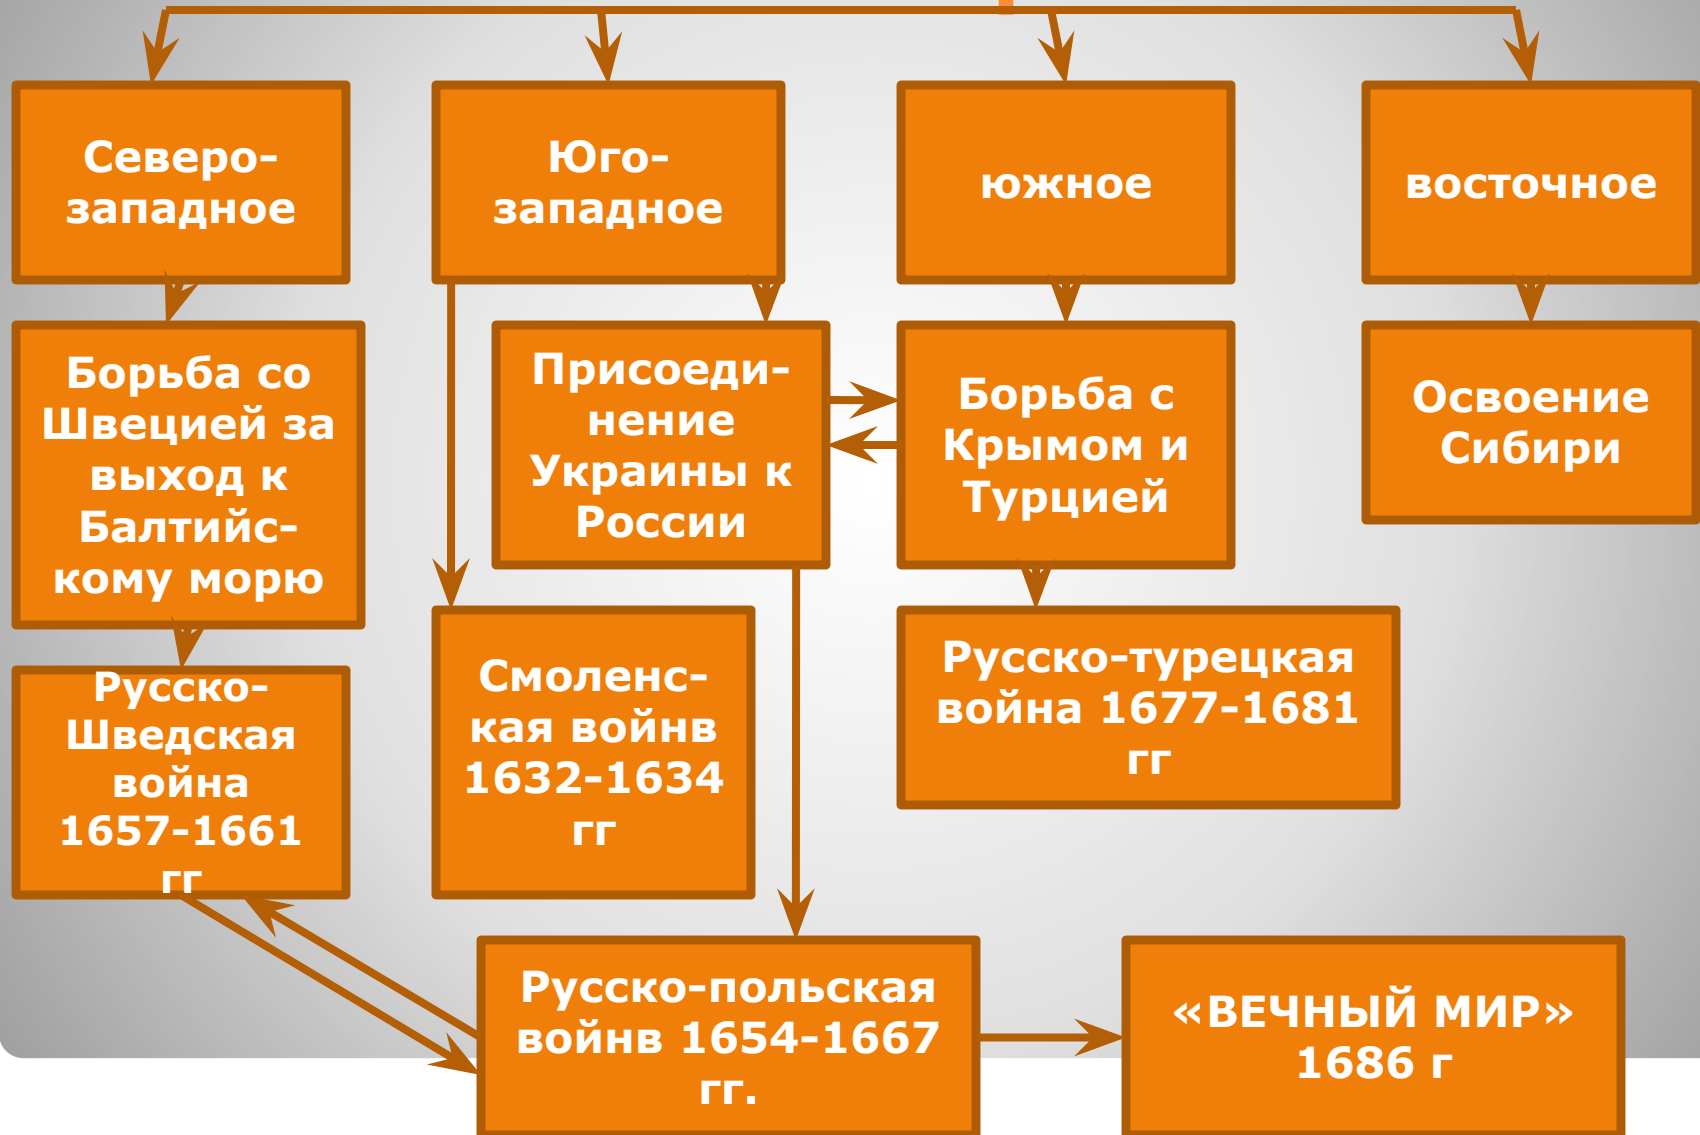 Северо-
западное
Юго-
западное
южное
восточное
Борьба со
Швецией за
выход к
Балтийс-
кому морю
Присоеди-
нение
Украины к
России
Борьба с
Крымом и
Турцией
Освоение
Сибири
Русско-
Шведская
война
1657-1661
гг
Смоленс-
кая войнв
1632-1634
гг
Русско-турецкая
война 1677-1681
гг
Русско-польская
войнв 1654-1667
гг.
«ВЕЧНЫЙ МИР»
1686 г